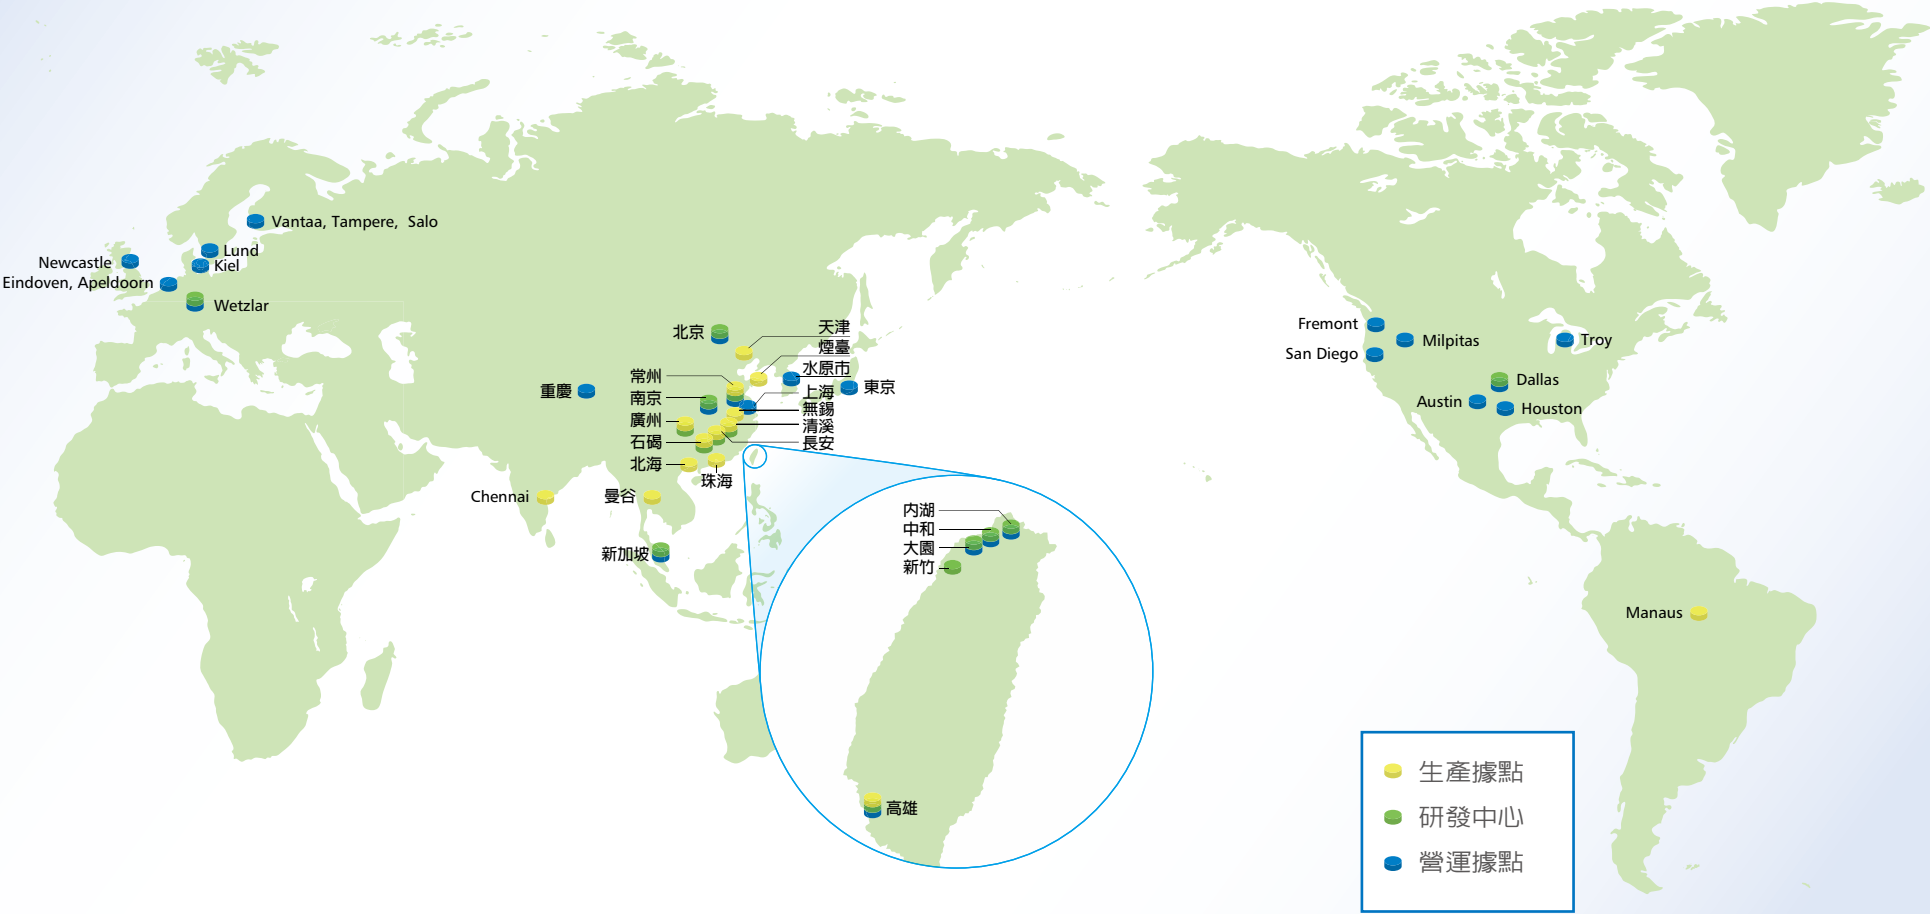 Vantaa, Tampere, Salo
Lund
Newcastle
Kiel
Eindoven, Apeldoorn
Wetzlar
北京
天津
煙臺
水原市
常州
重慶
東京
上海
南京
無錫
廣州
清溪
石碣
長安
北海
珠海
Chennai
曼谷
新加坡
內湖
中和
大園
新竹
高雄
Fremont
Milpitas
Troy
San Diego
Dallas
Austin
Houston
Manaus
生產據點
研發中心
營運據點